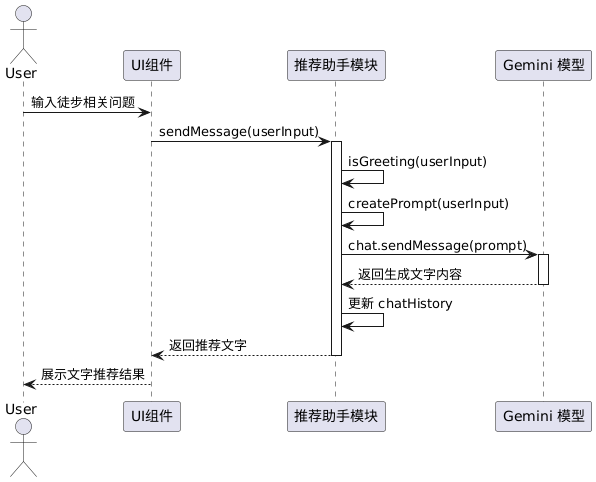 User
UI组件
推荐助手模块
Gemini 模型
输入徒步相关问题
sendMessage(userInput)
isGreeting(userInput)
createPrompt(userInput)
chat.sendMessage(prompt)
返回生成文字内容
更新 chatHistory
返回推荐文字
展示文字推荐结果
User
UI组件
推荐助手模块
Gemini 模型